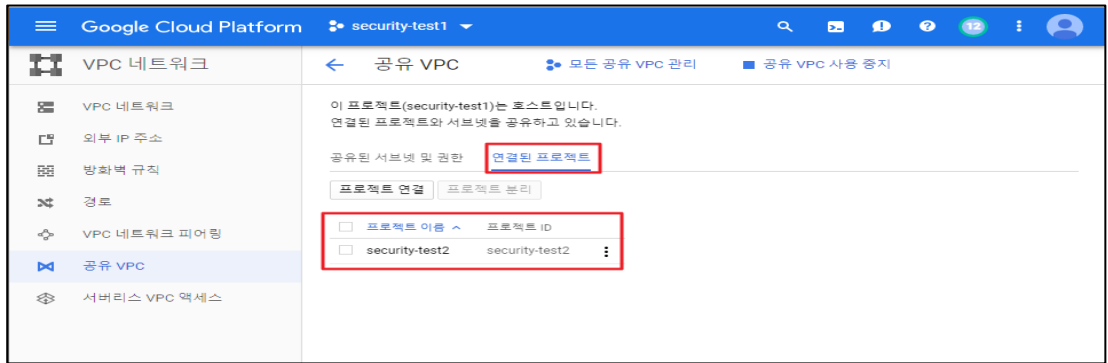 Google Cloud Platform security-test1 12
VPC 네트워크
공유 VPC 모든 공유 VPC 관리 공유 VPC 사용 중지
VPC 네트워크
외부 IP 주소
방화벽 규칙
경로
VPC 네트워크 피어링
공유 VPC
서버리스 VPC 액세스
이 프로젝트(security-test1)는 호스트입니다.
연결된 프로젝트와 서브넷을 공유하고 있습니다.
공유된 서브넷 및 권한 연결된 프로젝트
프로젝트 연결 프로젝트 분리
프로젝트 이름 프로젝트 ID
security-test2 security-test2